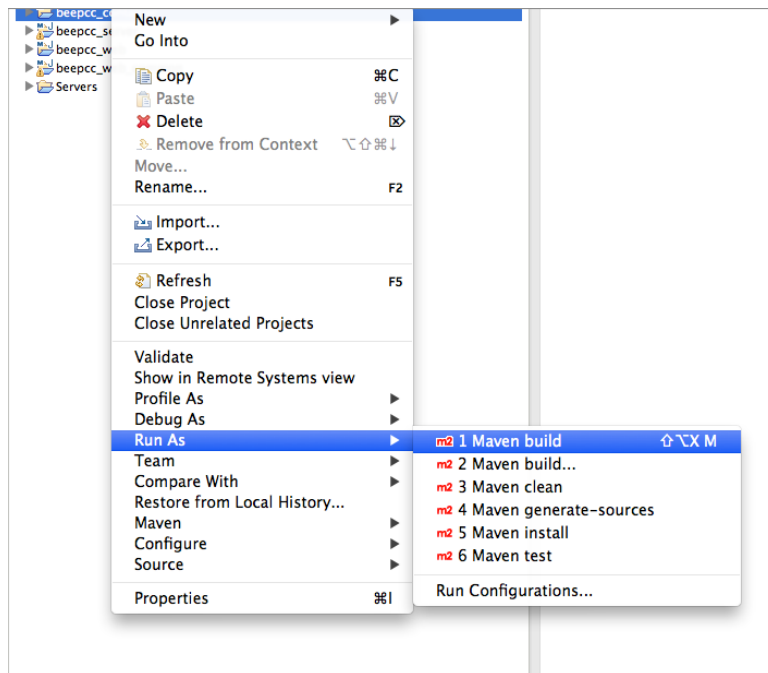 New
Go Into
Copy ⌘C
Paste ⌘V
Delete ⌦
Remove from Context ⌥⇧⌘↓
Move...
Rename... F2
Import...
Export...
Refresh F5
Close Project
Close Unrelated Projects
Validate
Show in Remote Systems view
Profile As
Debug As
Run As
Team
Compare With
Restore from Local History...
Maven
Configure
Source
Properties ⌘I
beepcc_c
beepcc_se
beepcc_w
beepcc_w
Servers
m2 1 Maven build ⇧⌥X M
m2 2 Maven build...
m2 3 Maven clean
m2 4 Maven generate-sources
m2 5 Maven install
m2 6 Maven test
Run Configurations...